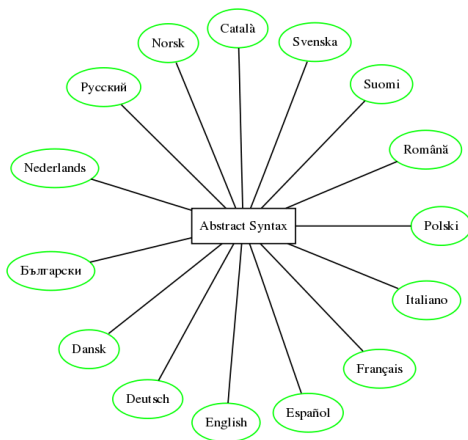 Català
Norsk
Svenska
Русский
Suomi
Română
Nederlands
Abstract Syntax
Polski
Български
Italiano
Dansk
Français
Deutsch
Español
English